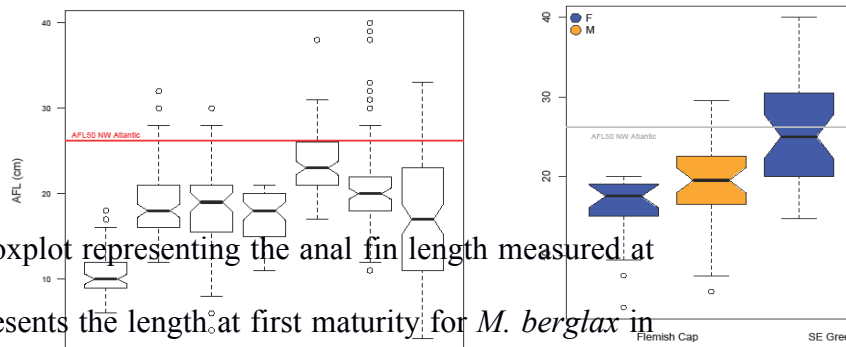 40
30
20
10
AFL (cm)
AFL50 NW Atlantic
40
30
20
F
M
AFL50 NW Atlantic
Flemish Cap
SE Gree
oxplot representing the anal fin length measured at
esents the length at first maturity for M. berglax in